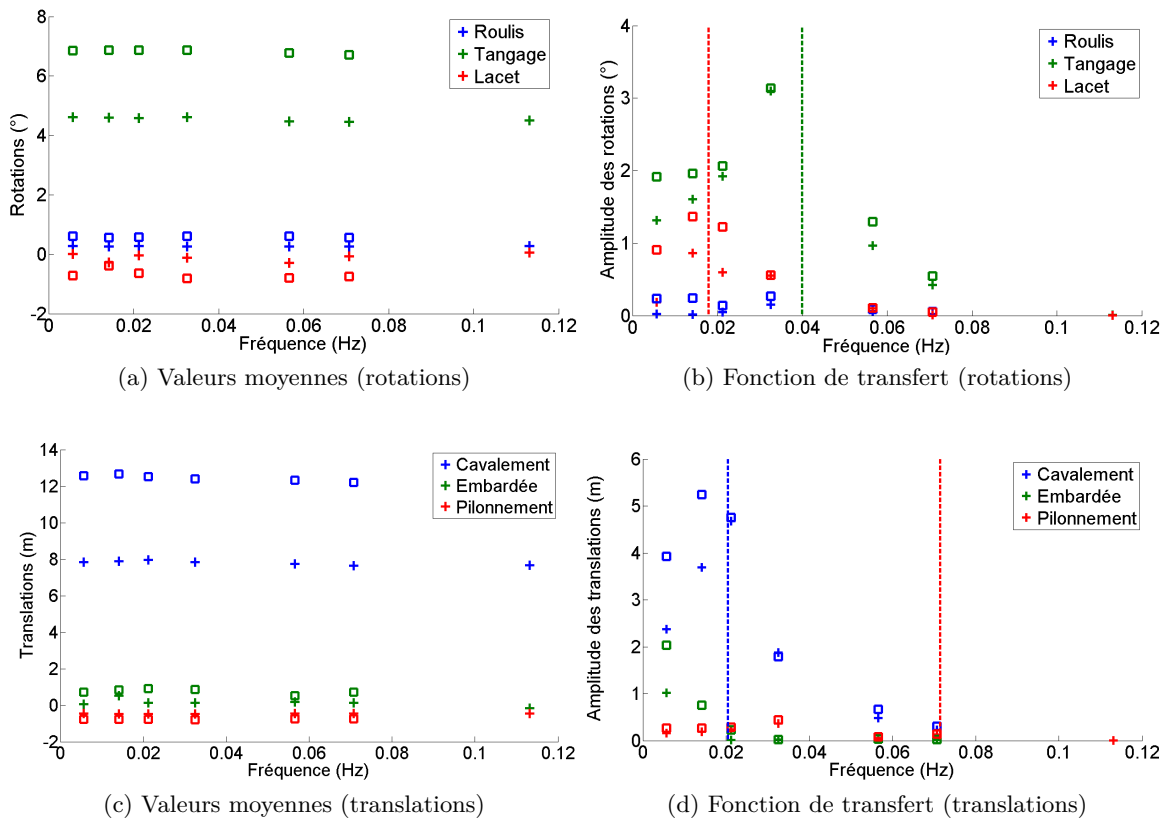 8
6
4
2
0
-2
Rotations (°)
0
0.02
0.04
0.06
0.08
0.1
0.12
Fréquence (Hz)
Roulis
Tangage
Lacet
(a) Valeurs moyennes (rotations)
4
3
2
1
0
Amplitude des rotations (°)
0
0.02
0.04
0.06
0.08
0.1
0.12
Fréquence (Hz)
Roulis
Tangage
Lacet
(b) Fonction de transfert (rotations)
14
12
10
8
6
4
2
0
-2
Translations (m)
0
0.02
0.04
0.06
0.08
0.1
0.12
Fréquence (Hz)
Cavalement
Embardée
Pilonnement
(c) Valeurs moyennes (translations)
6
5
4
3
2
1
0
Amplitude des translations (m)
0
0.02
0.04
0.06
0.08
0.1
0.12
Fréquence (Hz)
Cavalement
Embardée
Pilonnement
(d) Fonction de transfert (translations)